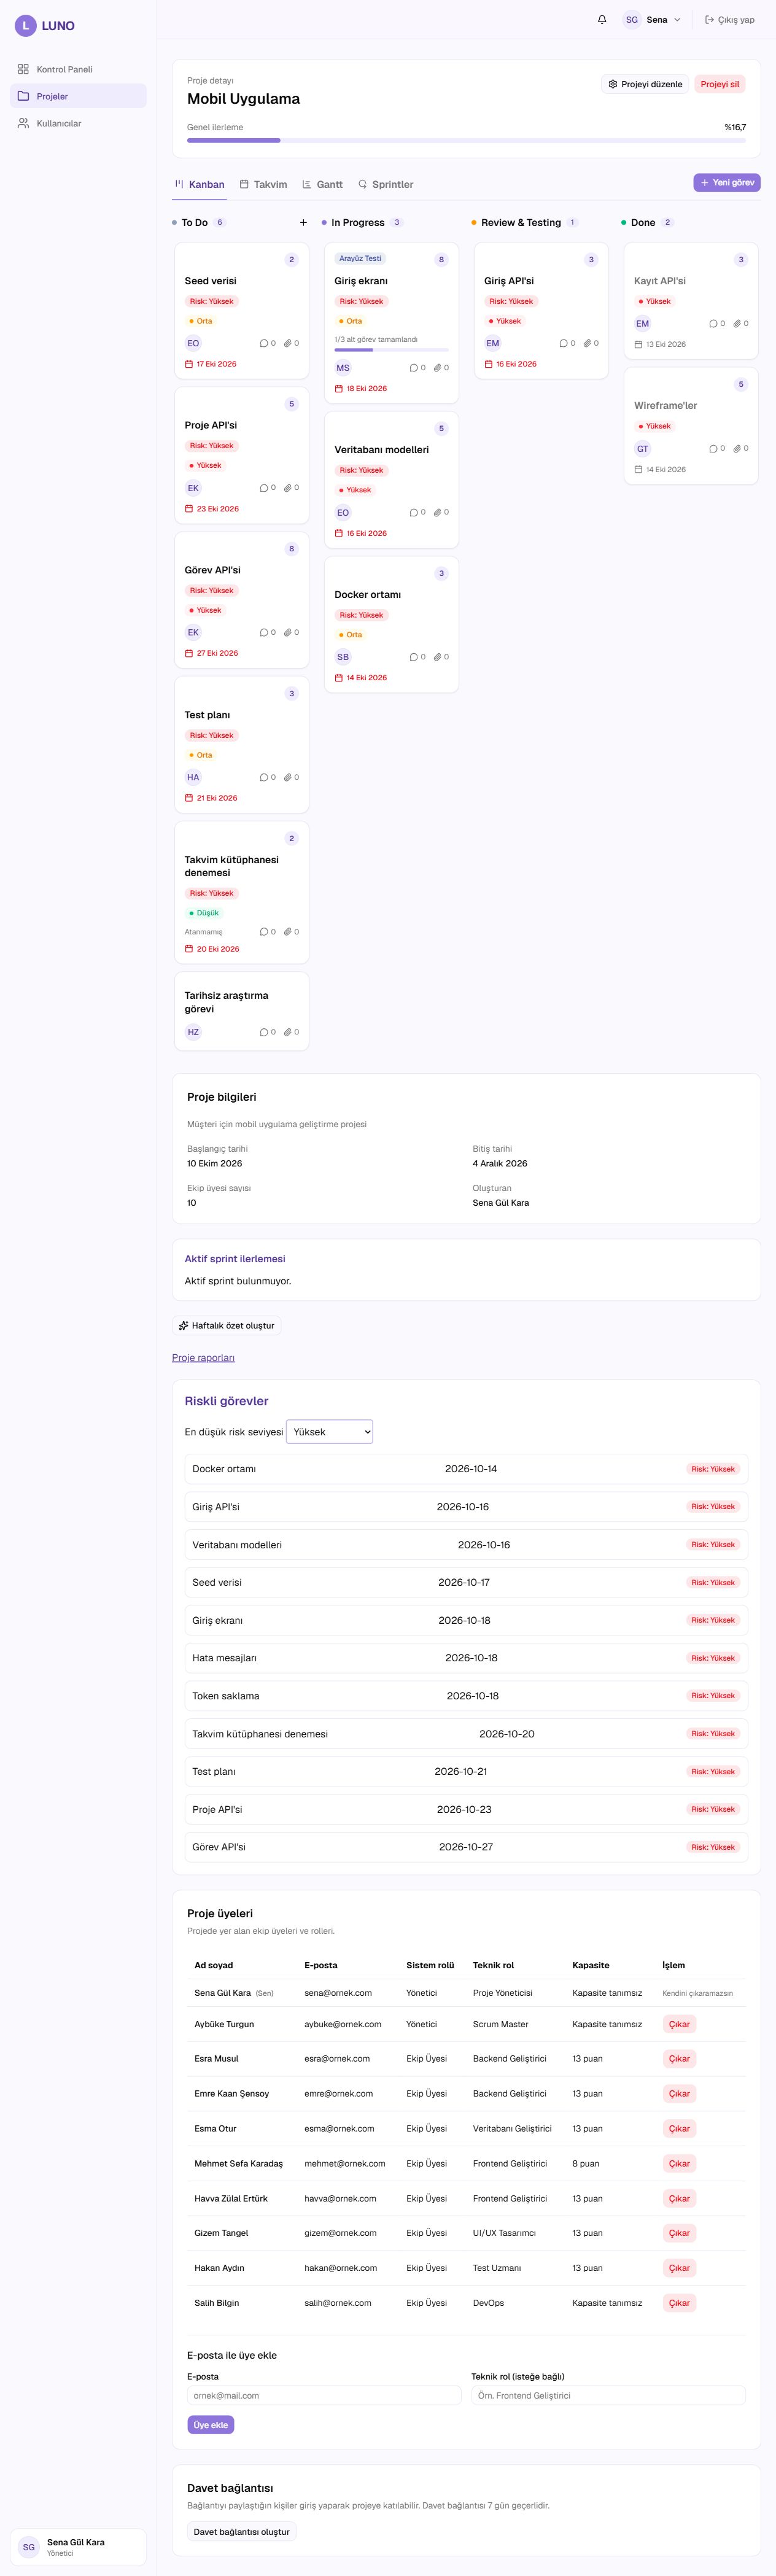 L LUNO
Kontrol Paneli
Projeler
Kullanıcılar
SG Sena
Çıkış yap
Proje detayı
Mobil Uygulama
Projeyi düzenle
Projeyi sil
Genel ilerleme %16,7
Kanban Takvim Gantt Sprintler
Yeni görev
To Do 6
2
Seed verisi
Risk: Yüksek
Orta
EO 0 0
17 Eki 2026
5
Proje API'si
Risk: Yüksek
Yüksek
EK 0 0
23 Eki 2026
8
Görev API'si
Risk: Yüksek
Yüksek
EK 0 0
27 Eki 2026
3
Test planı
Risk: Yüksek
Orta
HA 0 0
21 Eki 2026
2
Takvim kütüphanesi
denemesi
Risk: Yüksek
Düşük
Atanmamış 0 0
20 Eki 2026
Tarihsiz araştırma
görevi
HZ 0 0
In Progress 3
Arayüz Testi 8
Giriş ekranı
Risk: Yüksek
Orta
1/3 alt görev tamamlandı
MS 0 0
18 Eki 2026
5
Veritabanı modelleri
Risk: Yüksek
Yüksek
EO 0 0
16 Eki 2026
3
Docker ortamı
Risk: Yüksek
Orta
SB 0 0
14 Eki 2026
Review & Testing 1
3
Giriş API'si
Risk: Yüksek
Yüksek
EM 0 0
16 Eki 2026
Done 2
3
Kayıt API'si
Yüksek
EM 0 0
13 Eki 2026
5
Wireframe'ler
Yüksek
GT 0 0
14 Eki 2026
Proje bilgileri
Müşteri için mobil uygulama geliştirme projesi
Başlangıç tarihi Bitiş tarihi
10 Ekim 2026 4 Aralık 2026
Ekip üyesi sayısı Oluşturan
10 Sena Gül Kara
Aktif sprint ilerlemesi
Aktif sprint bulunmuyor.
Haftalık özet oluştur
Proje raporları
Riskli görevler
En düşük risk seviyesi Yüksek
Docker ortamı 2026-10-14 Risk: Yüksek
Giriş API'si 2026-10-16 Risk: Yüksek
Veritabanı modelleri 2026-10-16 Risk: Yüksek
Seed verisi 2026-10-17 Risk: Yüksek
Giriş ekranı 2026-10-18 Risk: Yüksek
Hata mesajları 2026-10-18 Risk: Yüksek
Token saklama 2026-10-18 Risk: Yüksek
Takvim kütüphanesi denemesi 2026-10-20 Risk: Yüksek
Test planı 2026-10-21 Risk: Yüksek
Proje API'si 2026-10-23 Risk: Yüksek
Görev API'si 2026-10-27 Risk: Yüksek
Proje üyeleri
Projede yer alan ekip üyeleri ve rolleri.
Ad soyad E-posta Sistem rolü Teknik rol Kapasite İşlem
Sena Gül Kara (Sen) sena@ornek.com Yönetici Proje Yöneticisi Kapasite tanımsız Kendini çıkaramazsın
Aybüke Turgun aybuke@ornek.com Yönetici Scrum Master Kapasite tanımsız Çıkar
Esra Musul esra@ornek.com Ekip Üyesi Backend Geliştirici 13 puan Çıkar
Emre Kaan Şensoy emre@ornek.com Ekip Üyesi Backend Geliştirici 13 puan Çıkar
Esma Otur esma@ornek.com Ekip Üyesi Veritabanı Geliştirici 13 puan Çıkar
Mehmet Sefa Karadaş mehmet@ornek.com Ekip Üyesi Frontend Geliştirici 8 puan Çıkar
Havva Zülal Ertürk havva@ornek.com Ekip Üyesi Frontend Geliştirici 13 puan Çıkar
Gizem Tangel gizem@ornek.com Ekip Üyesi UI/UX Tasarımcı 13 puan Çıkar
Hakan Aydın hakan@ornek.com Ekip Üyesi Test Uzmanı 13 puan Çıkar
Salih Bilgin salih@ornek.com Ekip Üyesi DevOps Kapasite tanımsız Çıkar
E-posta ile üye ekle
E-posta Teknik rol (isteğe bağlı)
ornek@mail.com Örn. Frontend Geliştirici
Üye ekle
Davet bağlantısı
Bağlantıyı paylaştığın kişiler giriş yaparak projeye katılabilir. Davet bağlantısı 7 gün geçerlidir.
Davet bağlantısı oluştur
SG Sena Gül Kara
Yönetici